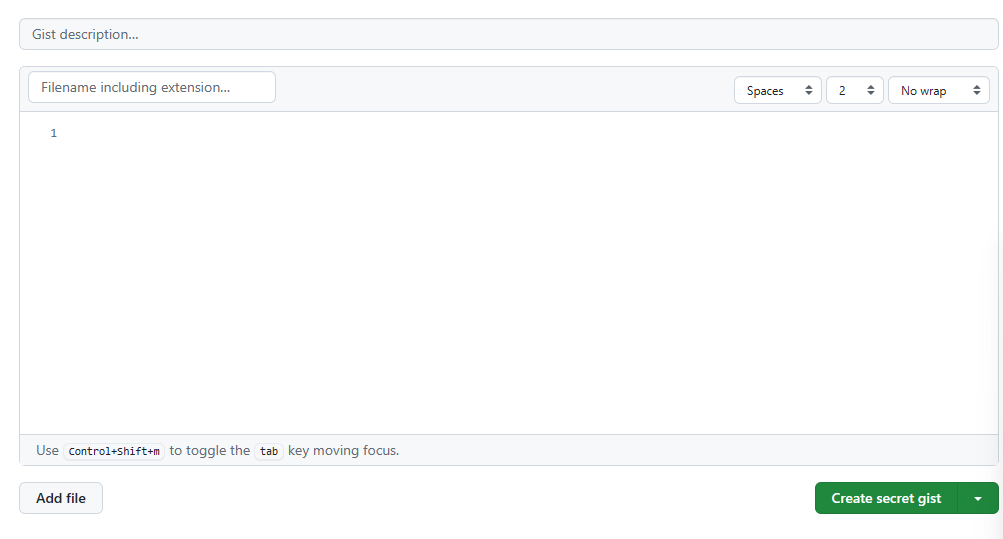 Gist description...
Filename including extension...
Spaces 2 No wrap
1
Use Control+Shift+m to toggle the tab key moving focus.
Add file Create secret gist